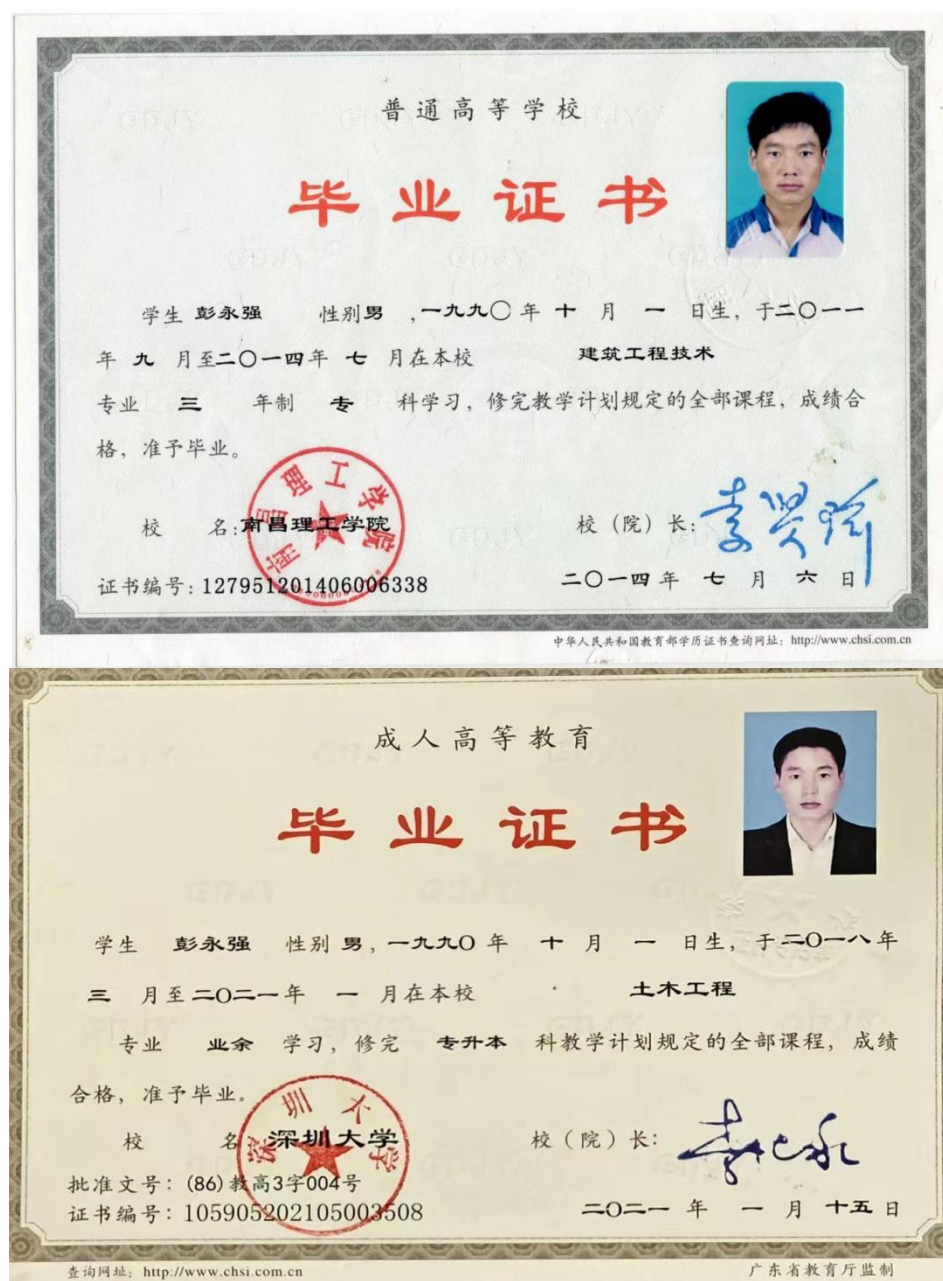 普通高等学校
毕业证书
学生 彭永强 性别男 ,一九九〇年 十 月 一 日生，于二〇一一
年 九 月至二〇一四年 七 月在本校 建筑工程技术
专业 三 年制 专 科学习，修完教学计划规定的全部课程，成绩合
格，准予毕业。
南昌理工学院
校 名:南昌理工学院 校（院）长:
证书编号:127951201406006338 二〇一四年 七 月 六 日
中华人民共和国教育部学历证书查询网址：http://www.chsi.com.cn
成人高等教育
毕业证书
学生 彭永强 性别 男，一九九〇年 十 月 一 日生，于二〇一八年
三 月至二〇二一年 一 月在本校 土木工程
专业 业余 学习，修完 专升本 科教学计划规定的全部课程，成绩
合格，准予毕业。
深圳大学
校 名 深圳大学 校（院）长：
批准文号：(86)教高3字004号
证书编号：105905202105003508 二〇二一 年 一 月 十五 日
查询网址：http://www.chsi.com.cn 广东省教育厅监制